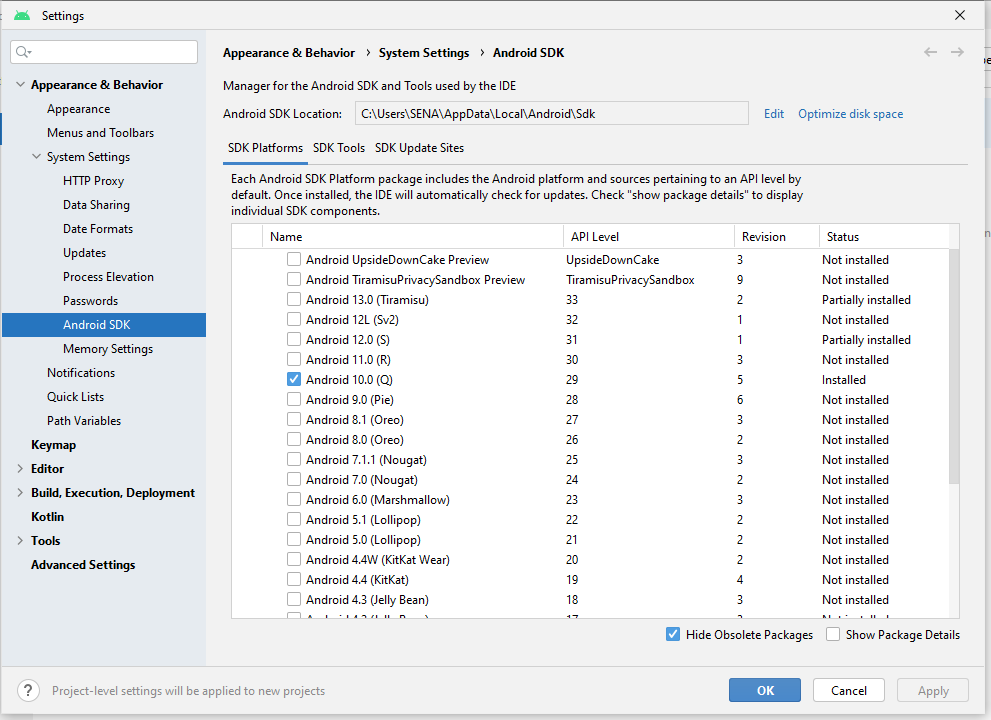 Settings
Appearance & Behavior › System Settings › Android SDK
Manager for the Android SDK and Tools used by the IDE
Android SDK Location: C:\Users\SENA\AppData\Local\Android\Sdk Edit Optimize disk space
SDK Platforms SDK Tools SDK Update Sites
Each Android SDK Platform package includes the Android platform and sources pertaining to an API level by
default. Once installed, the IDE will automatically check for updates. Check "show package details" to display
individual SDK components.
Appearance & Behavior
Appearance
Menus and Toolbars
System Settings
HTTP Proxy
Data Sharing
Date Formats
Updates
Process Elevation
Passwords
Android SDK
Memory Settings
Notifications
Quick Lists
Path Variables
Keymap
Editor
Build, Execution, Deployment
Kotlin
Tools
Advanced Settings
Name API Level Revision Status
Android UpsideDownCake Preview UpsideDownCake 3 Not installed
Android TiramisuPrivacySandbox Preview TiramisuPrivacySandbox 9 Not installed
Android 13.0 (Tiramisu) 33 2 Partially installed
Android 12L (Sv2) 32 1 Not installed
Android 12.0 (S) 31 1 Partially installed
Android 11.0 (R) 30 3 Not installed
Android 10.0 (Q) 29 5 Installed
Android 9.0 (Pie) 28 6 Not installed
Android 8.1 (Oreo) 27 3 Not installed
Android 8.0 (Oreo) 26 2 Not installed
Android 7.1.1 (Nougat) 25 3 Not installed
Android 7.0 (Nougat) 24 2 Not installed
Android 6.0 (Marshmallow) 23 3 Not installed
Android 5.1 (Lollipop) 22 2 Not installed
Android 5.0 (Lollipop) 21 2 Not installed
Android 4.4W (KitKat Wear) 20 2 Not installed
Android 4.4 (KitKat) 19 4 Not installed
Android 4.3 (Jelly Bean) 18 3 Not installed
Hide Obsolete Packages Show Package Details
? Project-level settings will be applied to new projects
OK Cancel Apply